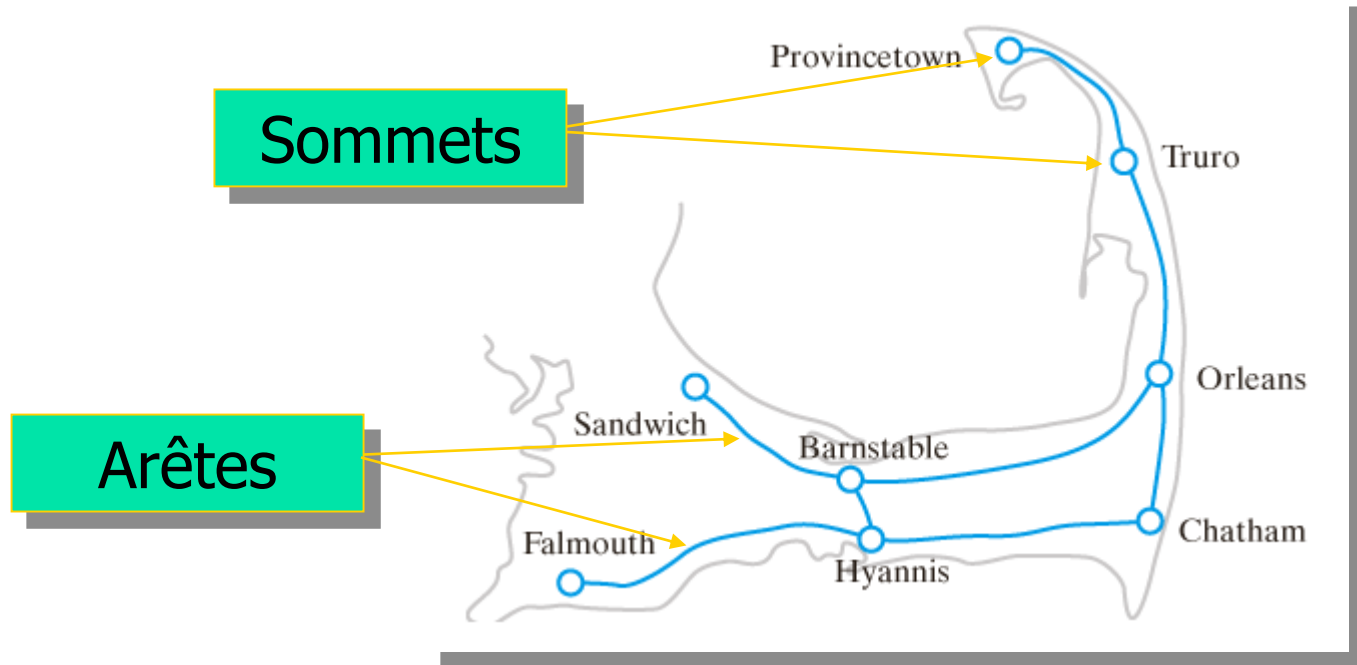 Provincetown
Sommets
Truro
Orleans
Sandwich
Barnstable
Arêtes
Chatham
Falmouth
Hyannis